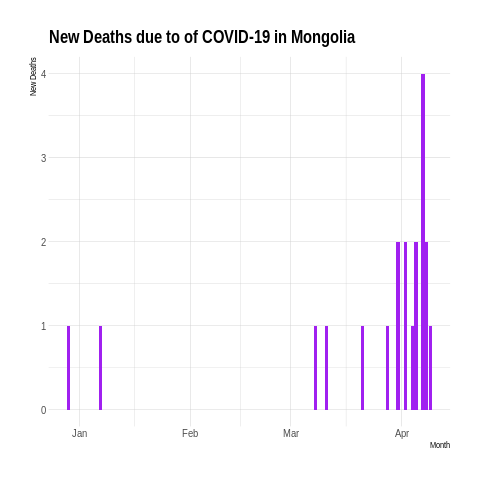 New Deaths due to of COVID-19 in Mongolia
New Deaths
4
3
2
1
0
Jan Feb Mar Apr
Month